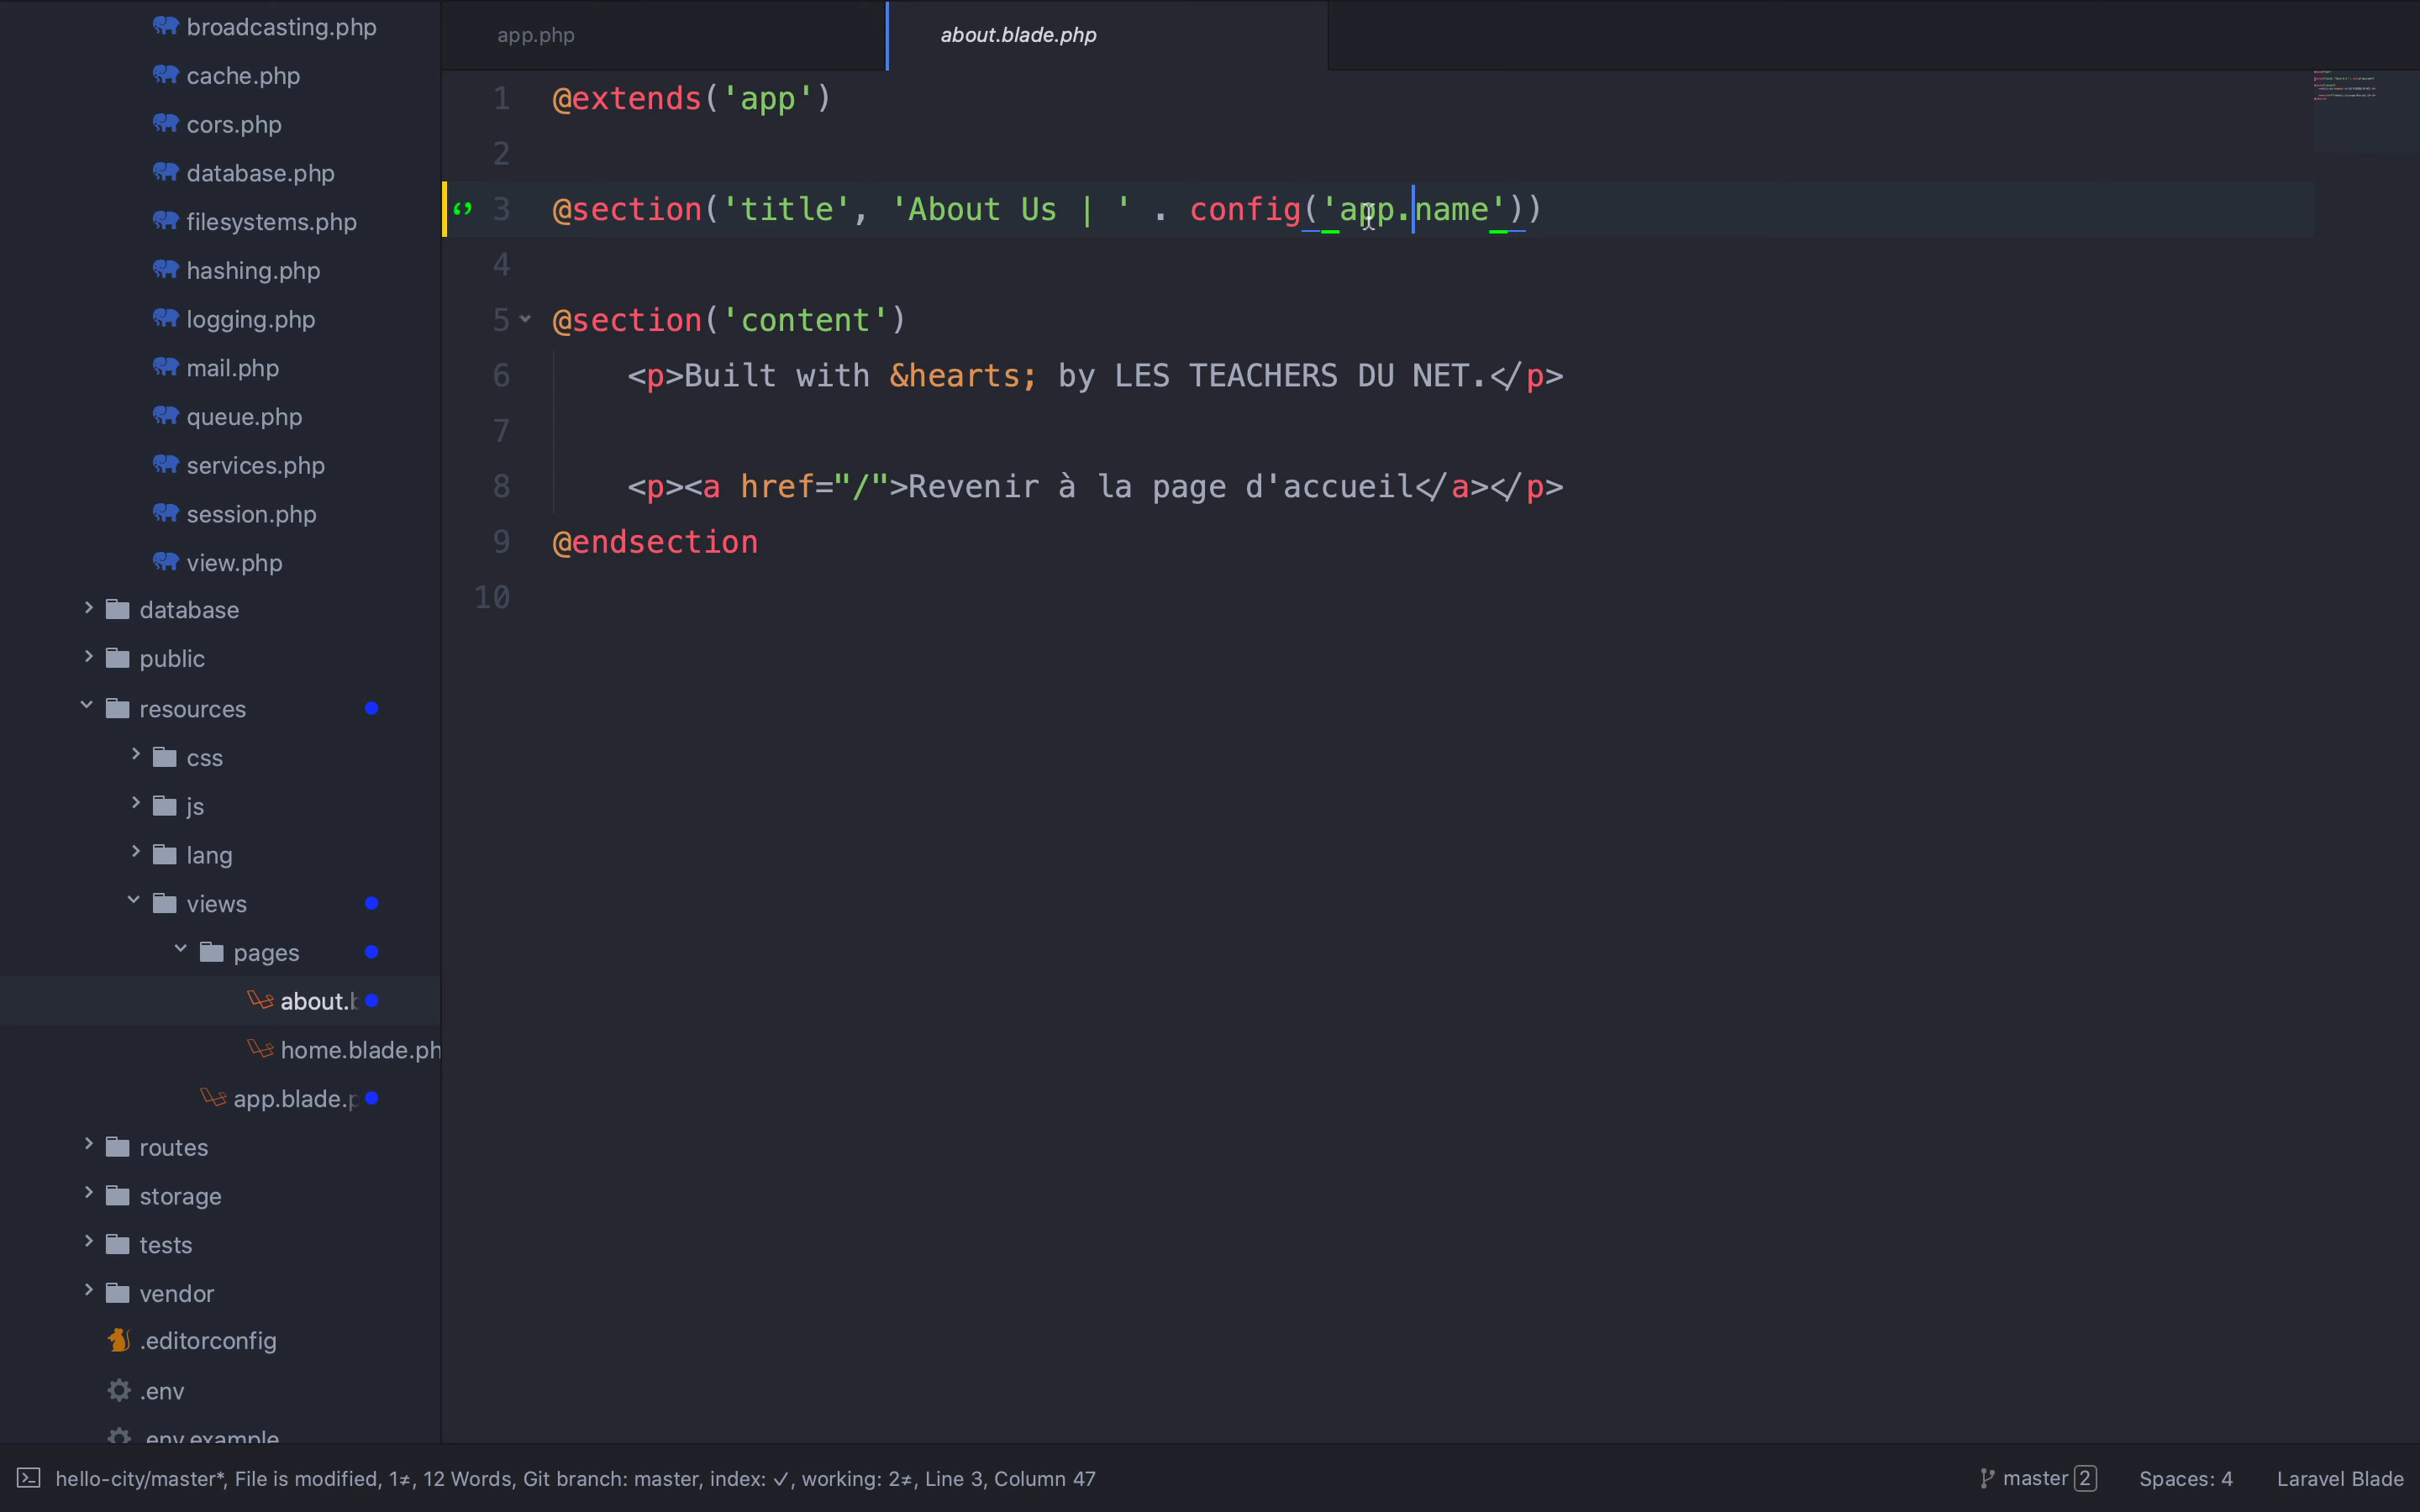 broadcasting.php
cache.php
cors.php
database.php
filesystems.php
hashing.php
logging.php
mail.php
queue.php
services.php
session.php
view.php
database
public
resources
css
js
lang
views
pages
about.b
home.blade.ph
app.blade.p
routes
storage
tests
vendor
.editorconfig
.env
.env.example
app.php
about.blade.php
1 @extends('app')
2
3 @section('title', 'About Us | ' . config('app.name'))
4
5 @section('content')
6 <p>Built with &hearts; by LES TEACHERS DU NET.</p>
7
8 <p><a href="/">Revenir à la page d'accueil</a></p>
9 @endsection
10
hello-city/master*, File is modified, 1≠, 12 Words, Git branch: master, index: ✓, working: 2≠, Line 3, Column 47
master 2
Spaces: 4
Laravel Blade